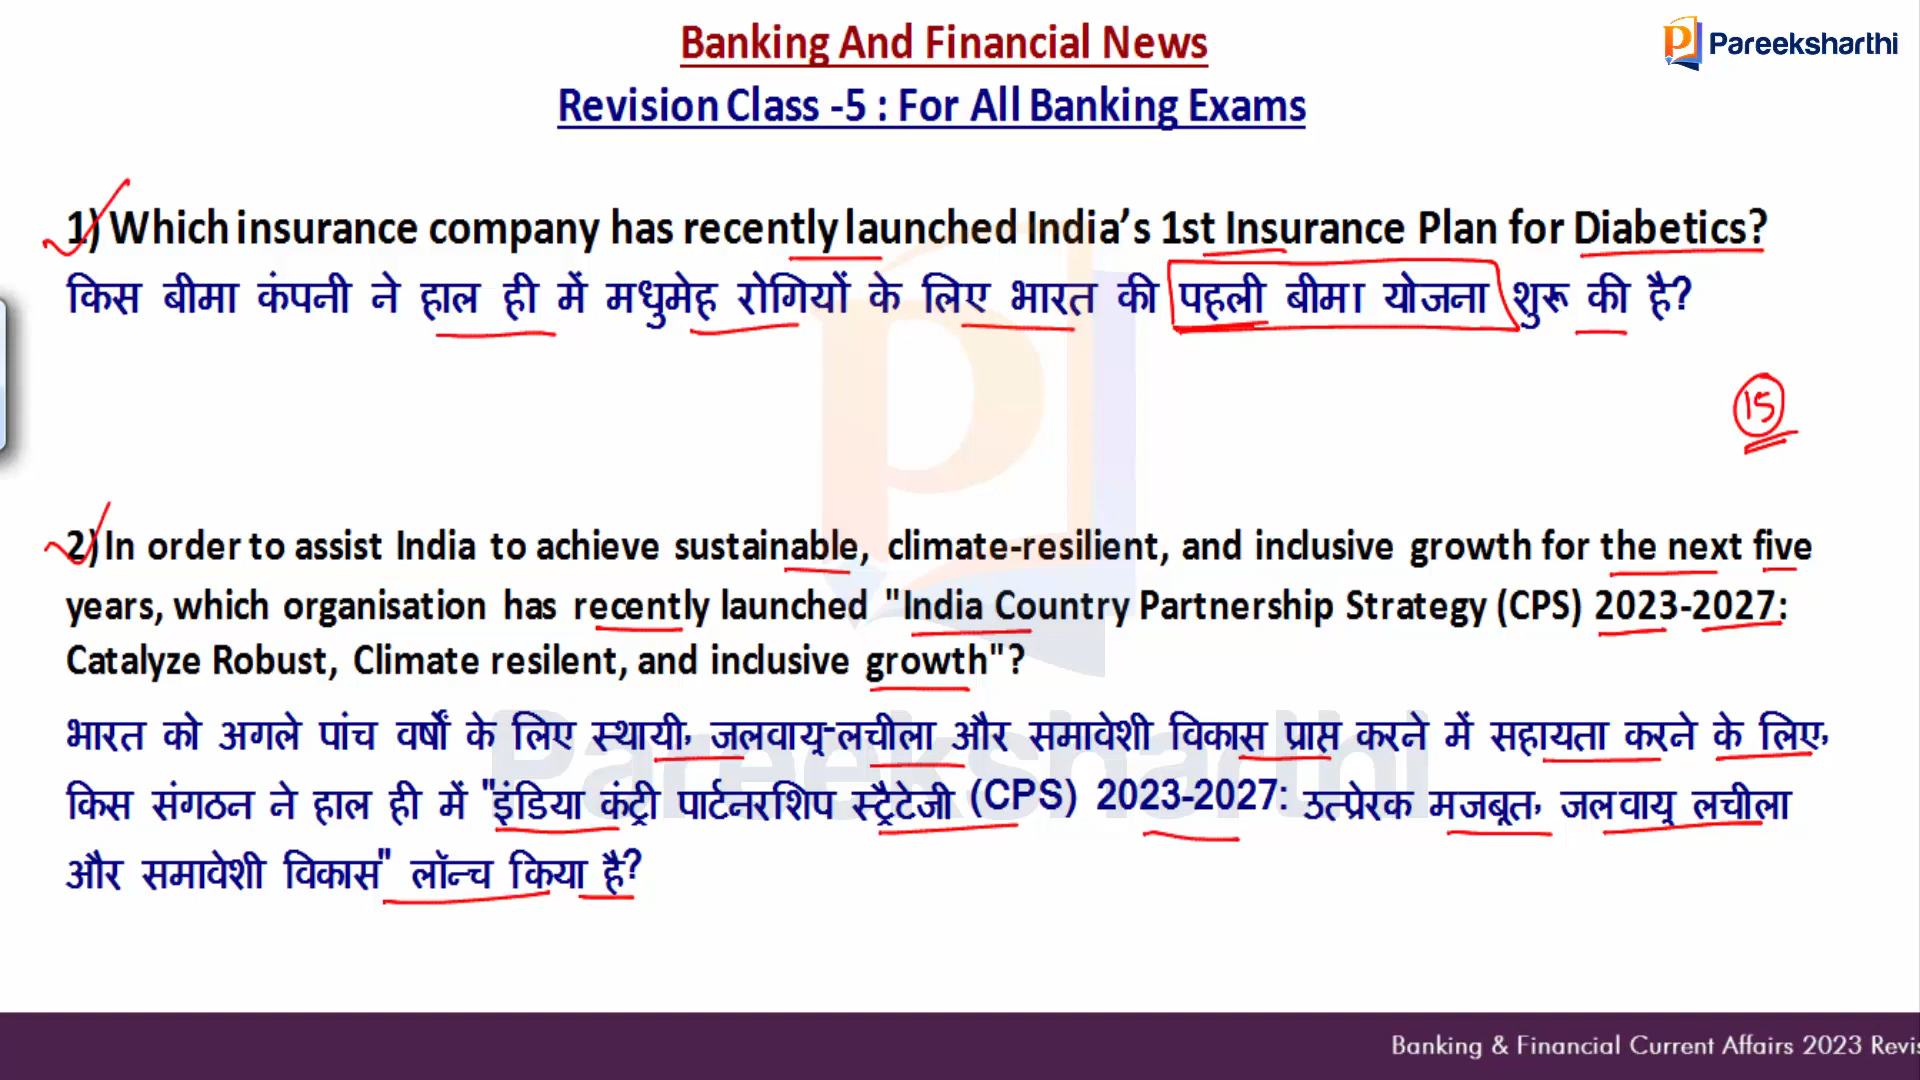 Banking And Financial News
Pareeksharthi
Revision Class -5 : For All Banking Exams
1) Which insurance company has recently launched India’s 1st Insurance Plan for Diabetics?
किस बीमा कंपनी ने हाल ही में मधुमेह रोगियों के लिए भारत की पहली बीमा योजना शुरू की है?
15
2) In order to assist India to achieve sustainable, climate-resilient, and inclusive growth for the next five
years, which organisation has recently launched "India Country Partnership Strategy (CPS) 2023-2027:
Catalyze Robust, Climate resilent, and inclusive growth"?
भारत को अगले पांच वर्षों के लिए स्थायी, जलवायु-लचीला और समावेशी विकास प्राप्त करने में सहायता करने के लिए,
किस संगठन ने हाल ही में "इंडिया कंट्री पार्टनरशिप स्ट्रैटेजी (CPS) 2023-2027: उत्प्रेरक मजबूत, जलवायु लचीला
और समावेशी विकास" लॉन्च किया है?
Pareeksharthi
Banking & Financial Current Affairs 2023 Revis